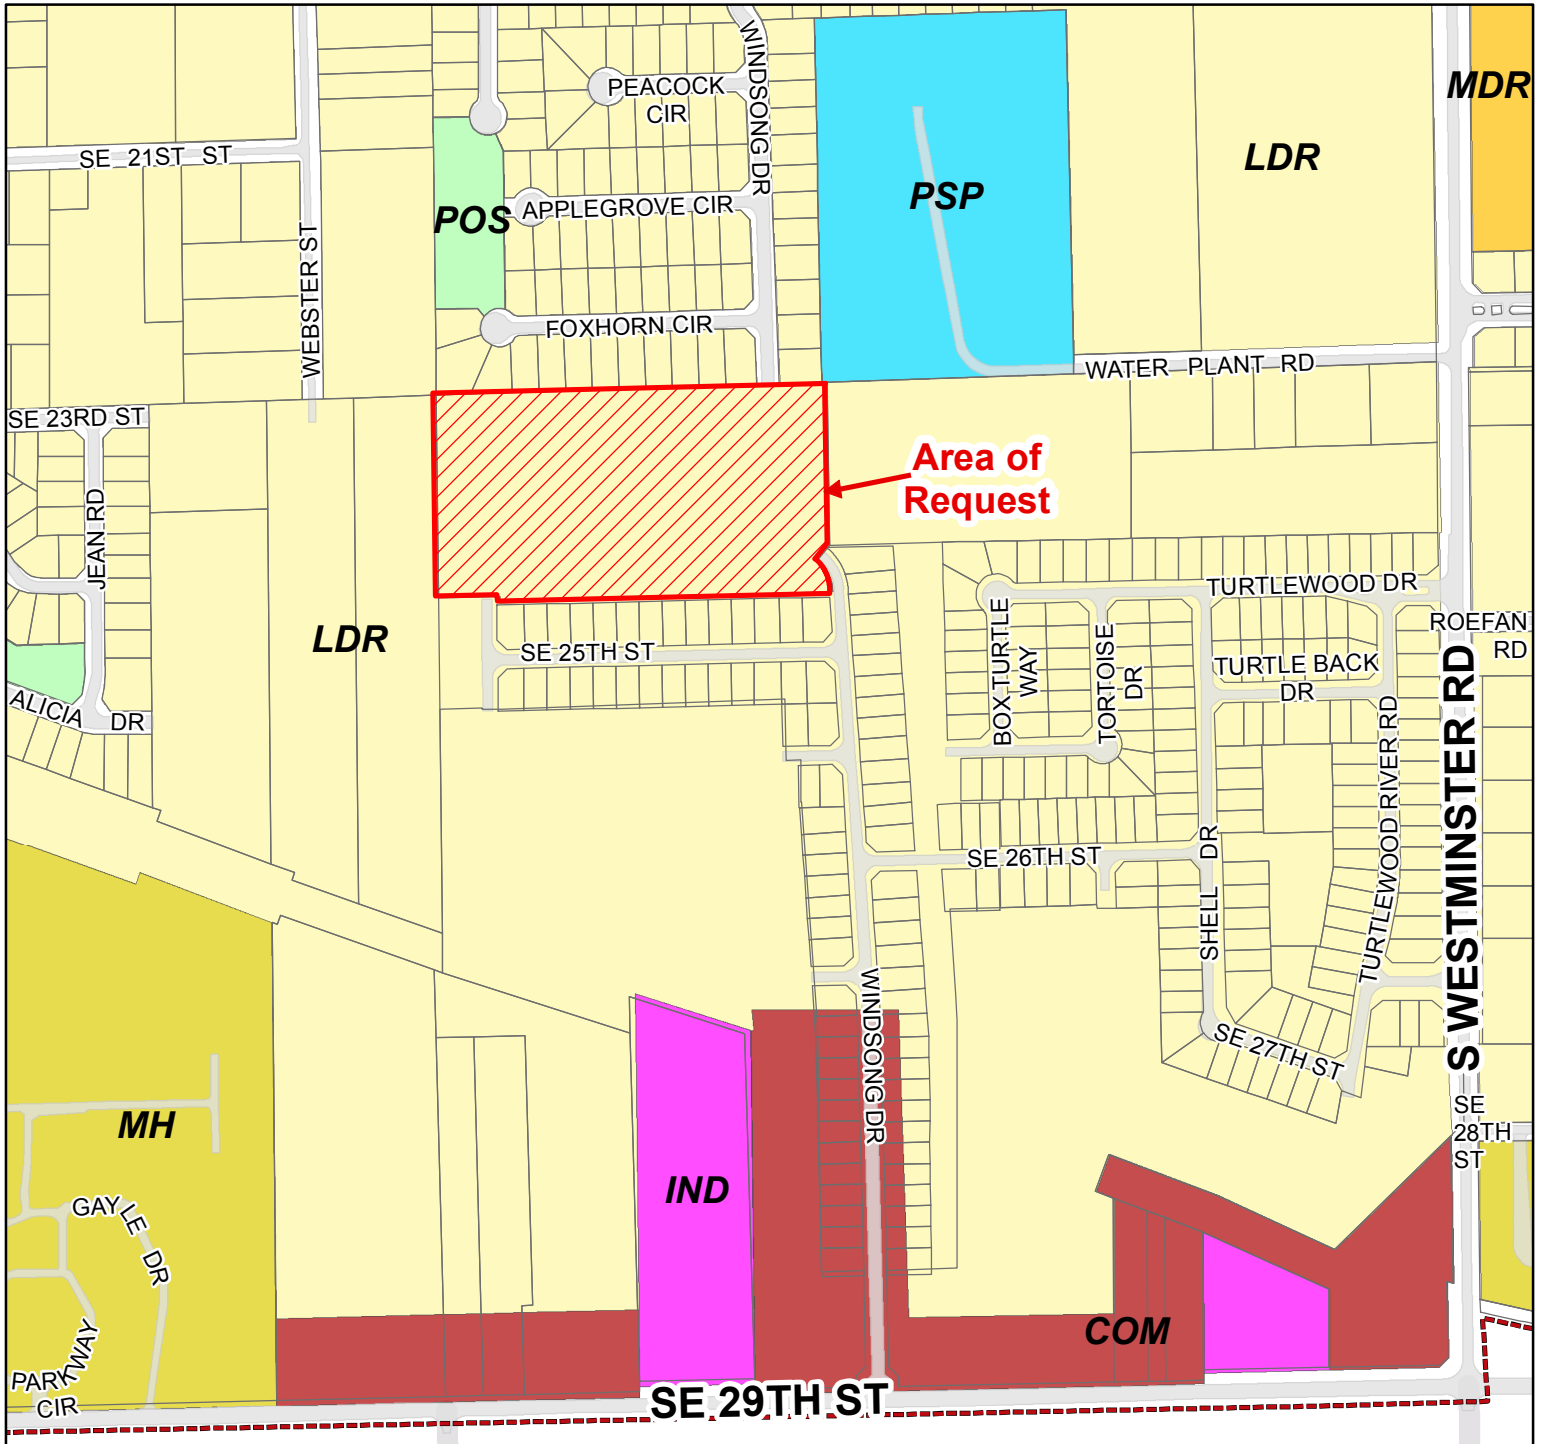 WINDSONG DR
PEACOCK
CIR
MDR
SE 21ST ST
LDR
PSP
POS
APPLEGROVE CIR
WEBSTER ST
FOXHORN CIR
WATER PLANT RD
SE 23RD ST
Area of
Request
JEAN RD
TURTLEWOOD DR
BOX TURTLE
WAY
TORTOISE
DR
ROEFAN
RD
LDR
SE 25TH ST
TURTLE BACK
DR
ALICIA DR
TURTLEWOOD RIVER RD
S WESTMINSTER RD
SE 26TH ST
SHELL DR
WINDSONG DR
SE 27TH ST
MH
SE
28TH
ST
IND
GAYLE DR
COM
PARKWAY
CIR
SE 29TH ST